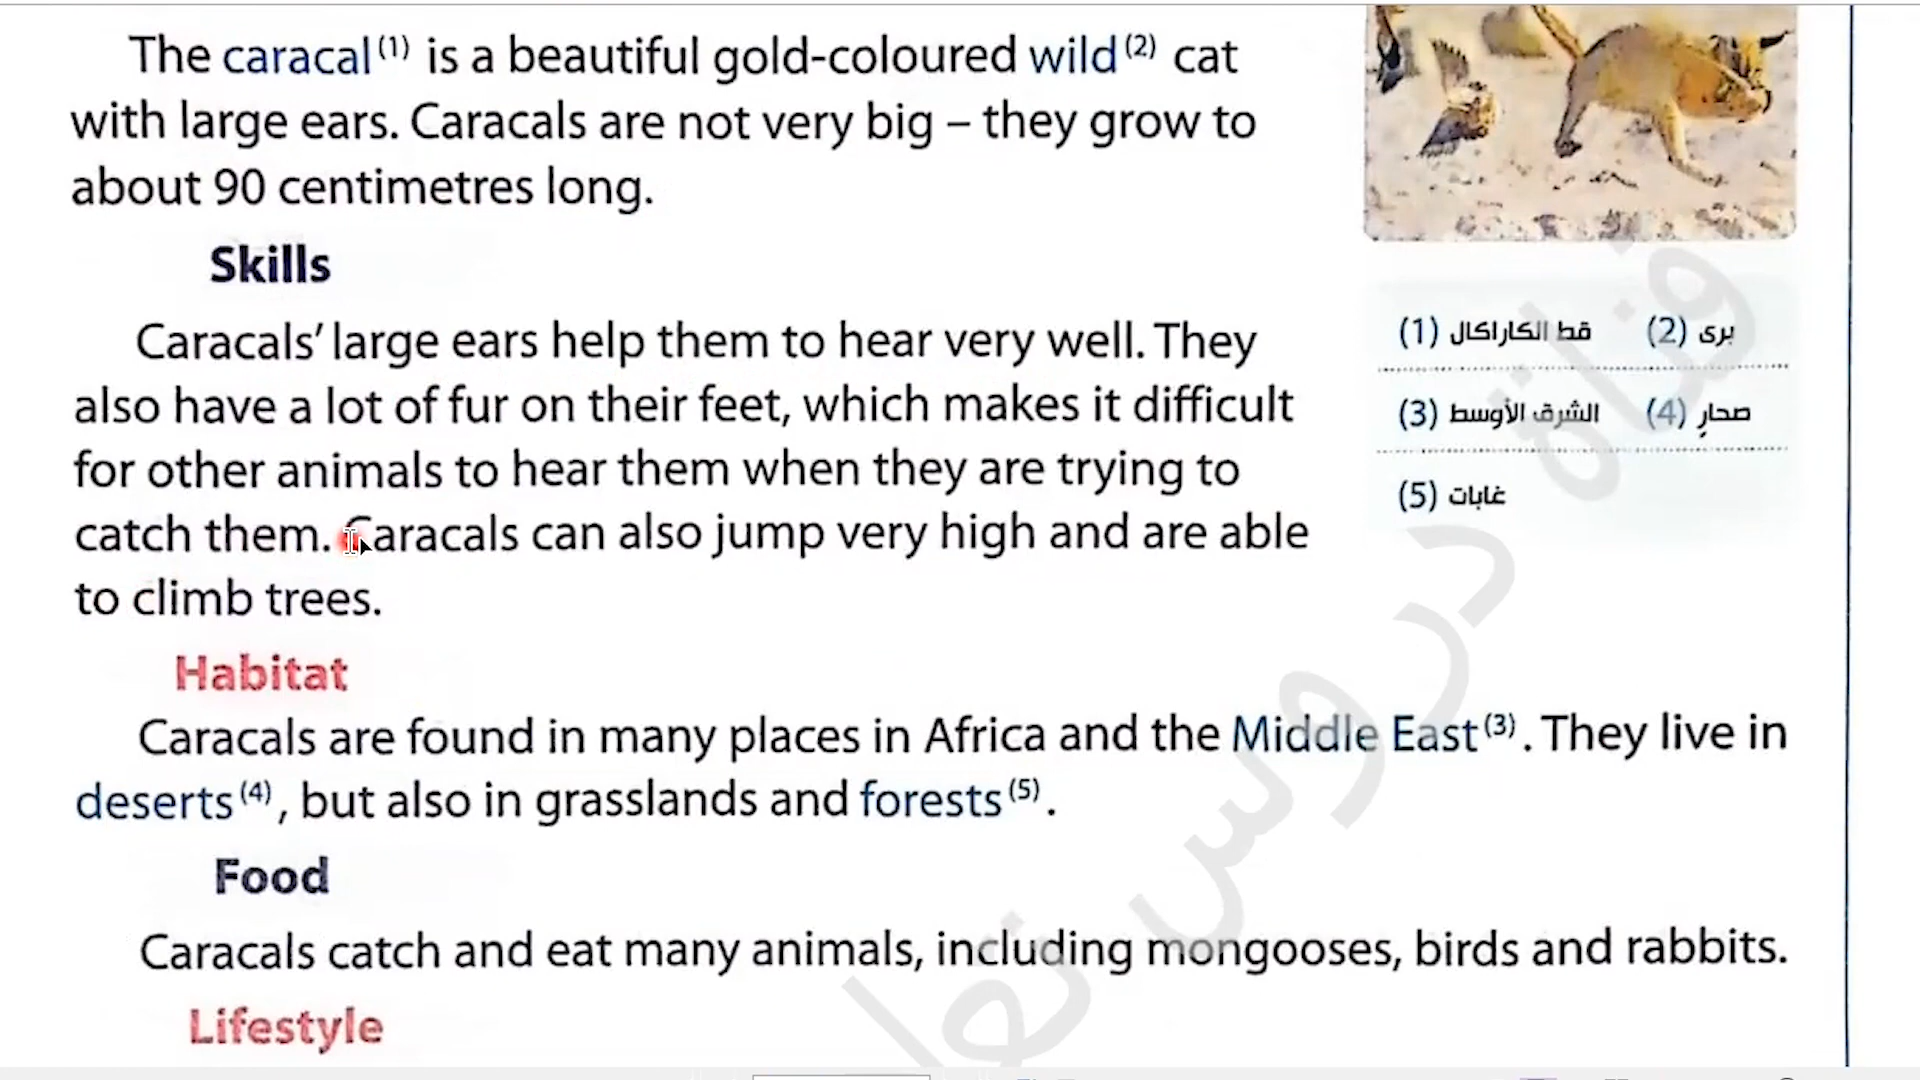 The caracal(1) is a beautiful gold-coloured wild(2) cat
with large ears. Caracals are not very big – they grow to
about 90 centimetres long.
Skills
Caracals' large ears help them to hear very well. They
also have a lot of fur on their feet, which makes it difficult
for other animals to hear them when they are trying to
catch them. Caracals can also jump very high and are able
to climb trees.
(1) قط الكاراكال (2) برى
(3) الشرق الأوسط (4) صحارٍ
(5) غابات
Habitat
Caracals are found in many places in Africa and the Middle East(3). They live in
deserts(4), but also in grasslands and forests(5).
Food
Caracals catch and eat many animals, including mongooses, birds and rabbits.
Lifestyle
قناة دروس